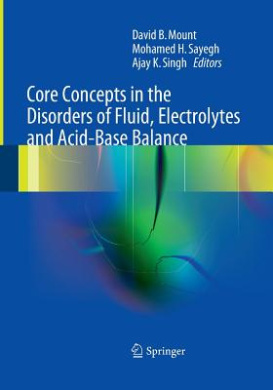 David B. Mount
Mohamed H. Sayegh
Ajay K. Singh Editors
Core Concepts in the
Disorders of Fluid, Electrolytes
and Acid-Base Balance
Springer